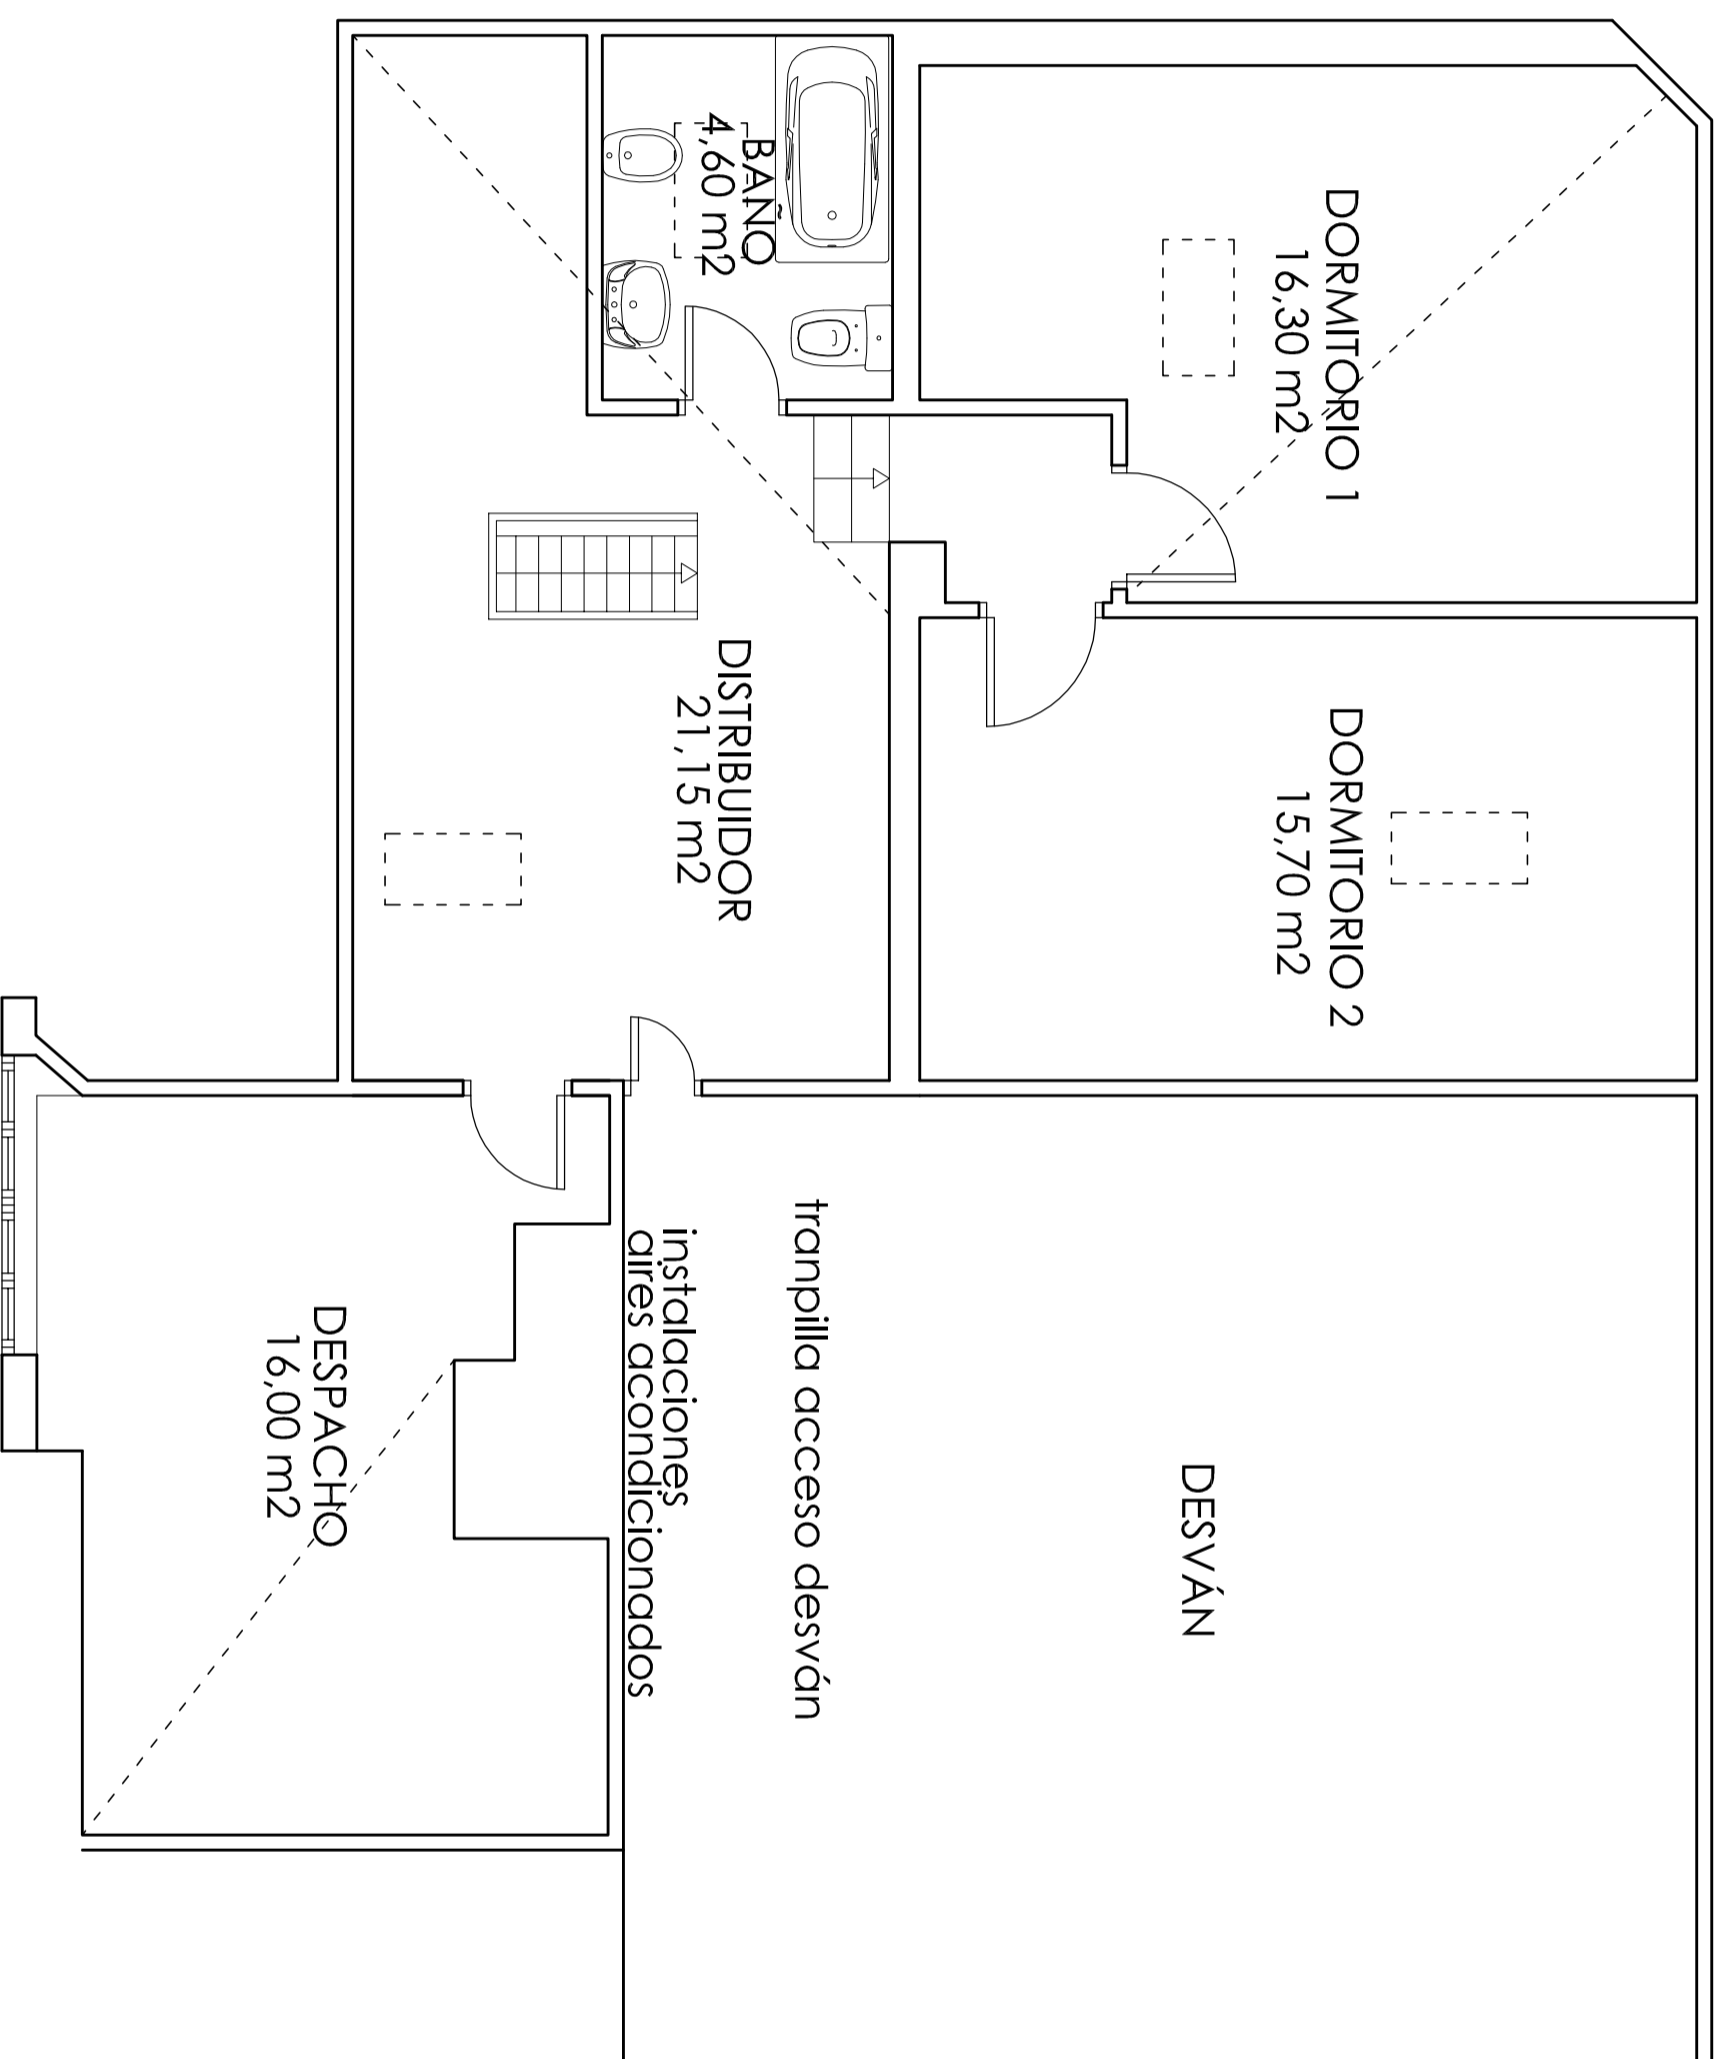 DORMITORIO 1
16,30 m2
BAÑO
4,60 m2
DORMITORIO 2
15,70 m2
DISTRIBUIDOR
21,15 m2
DESVÁN
trampilla acceso desván
instalaciones
aires acondicionados
DESPACHO
16,00 m2